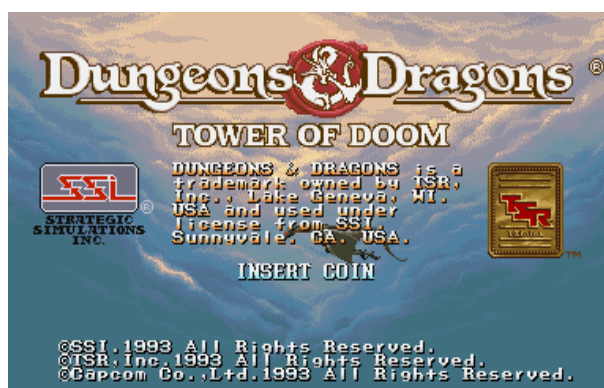 Dungeons & Dragons ®
TOWER OF DOOM
SSI ®
STRATEGIC
SIMULATIONS
INC.
DUNGEONS & DRAGONS is a
trademark owned by TSR,
Inc., Lake Geneva, WI.
USA and used under
license from SSI.
Sunnyvale. CA. USA.
TSR
TM
INSERT COIN
©SSI.1993 All Rights Reserved.
©TSR,Inc.1993 All Rights Reserved.
©Capcom Co.,Ltd.1993 All Rights Reserved.